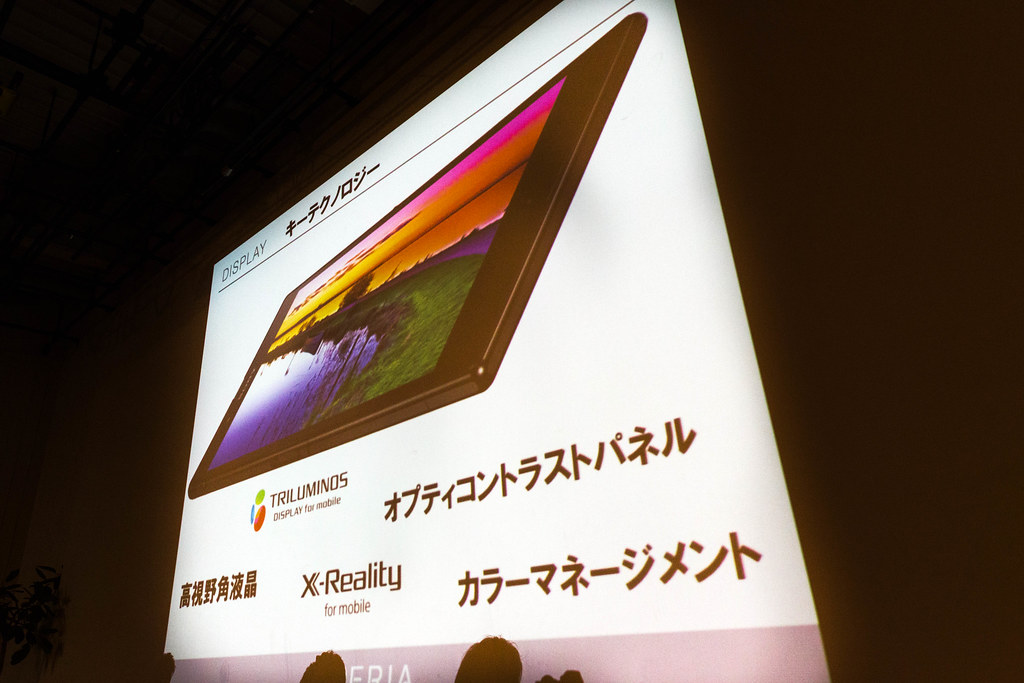 DISPLAY キーテクノロジー
TRILUMINOS
DISPLAY for mobile
オプティコントラストパネル
高視野角液晶
X-Reality
for mobile
カラーマネージメント